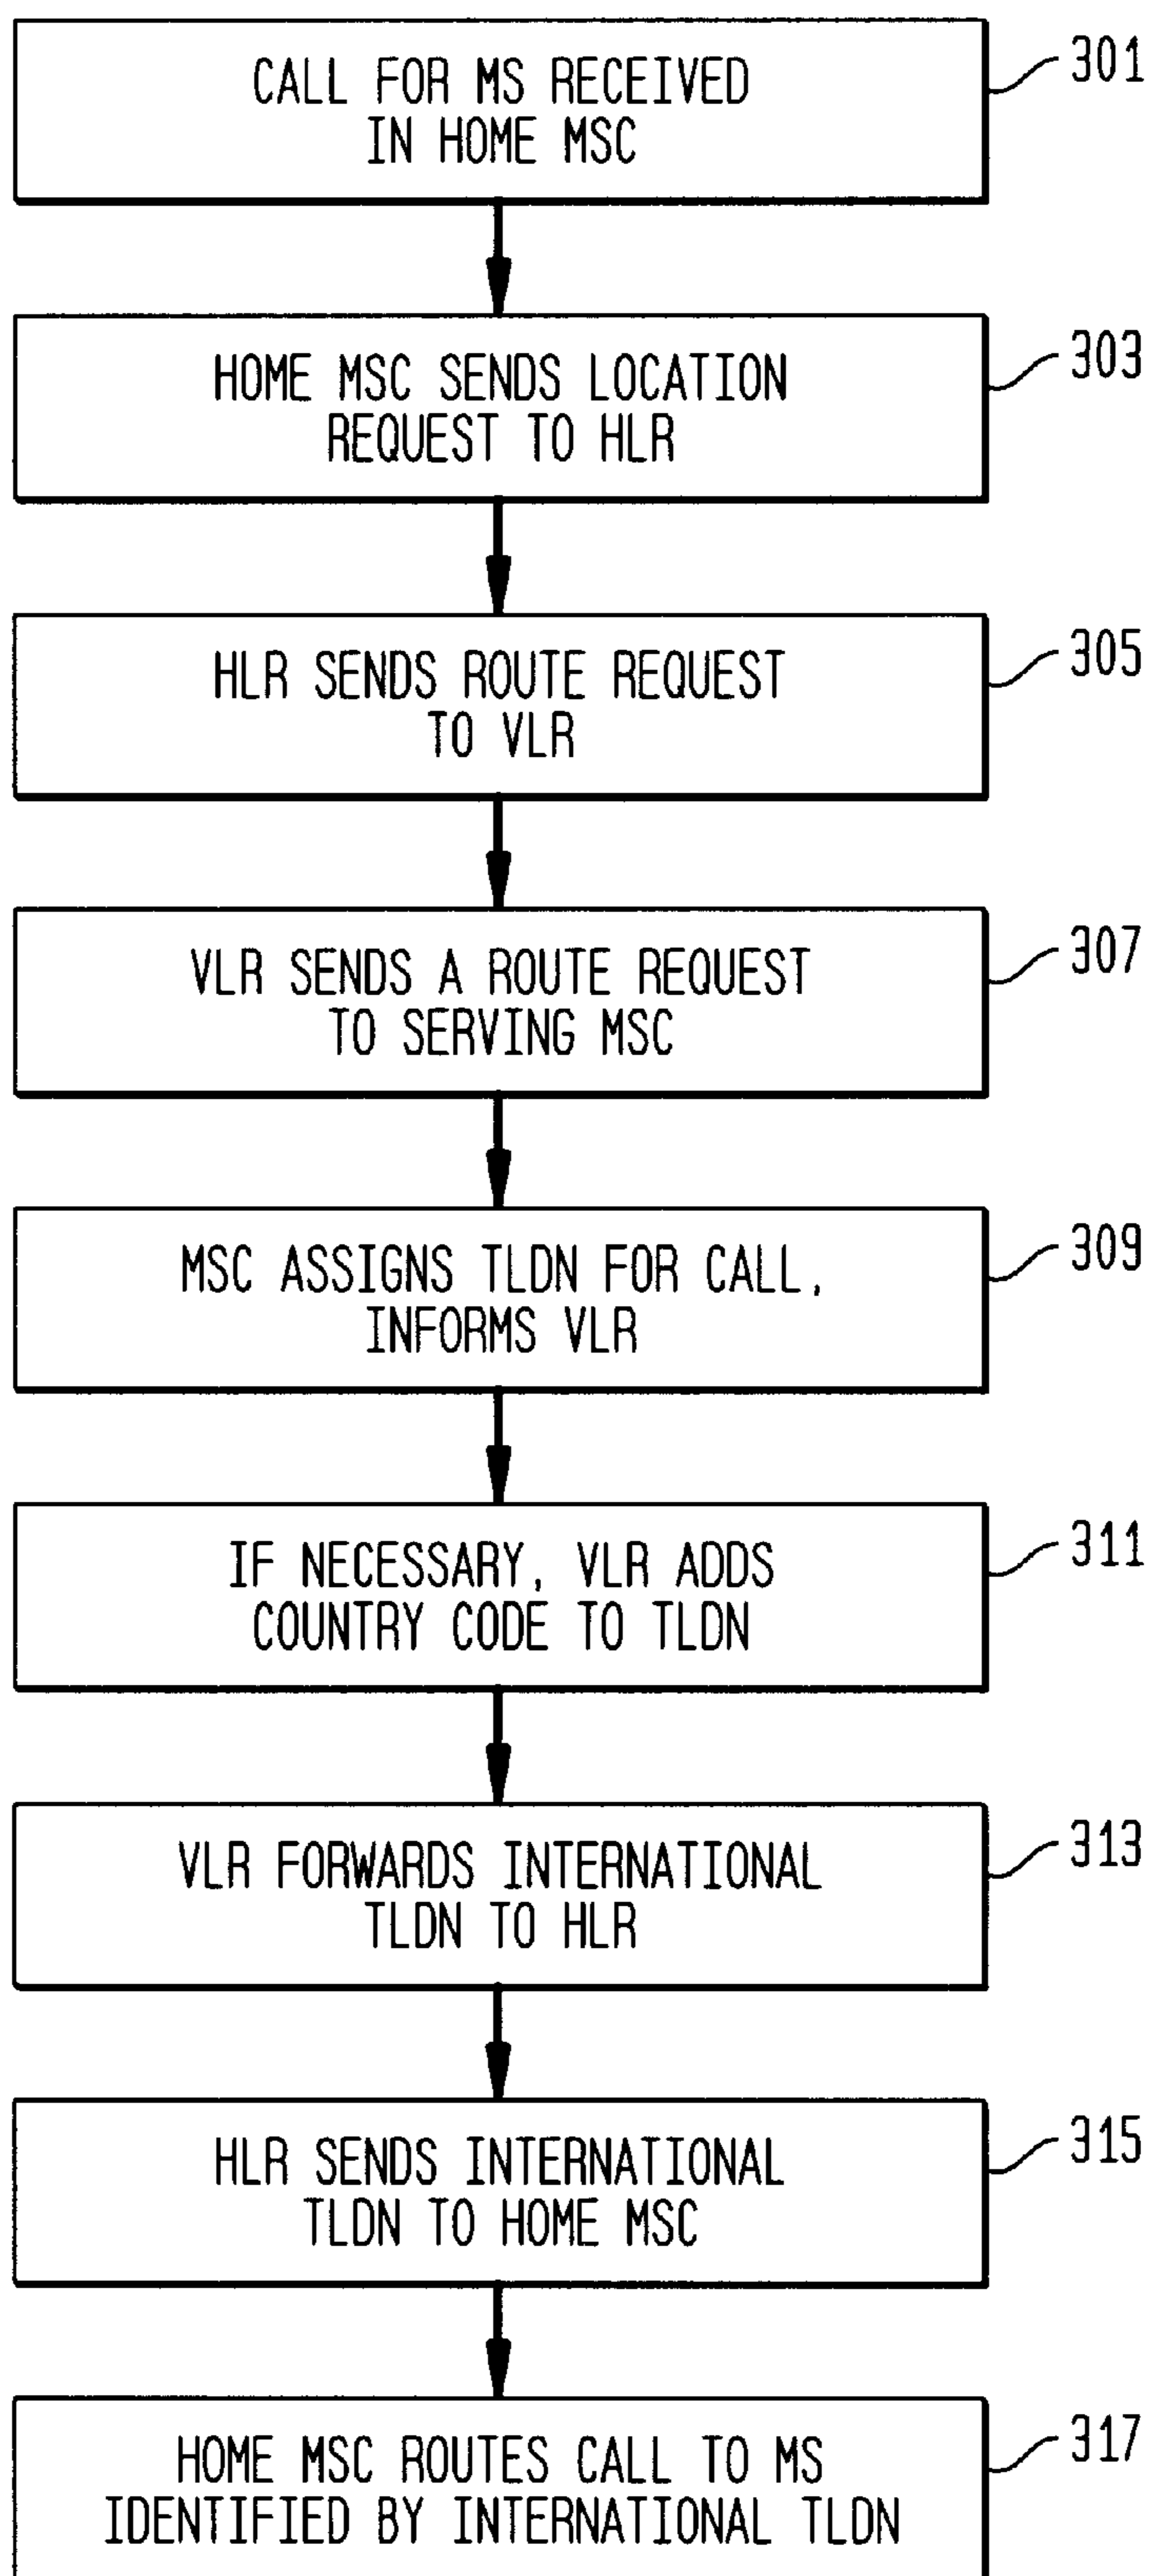 CALL FOR MS RECEIVED
IN HOME MSC
301
HOME MSC SENDS LOCATION
REQUEST TO HLR
303
HLR SENDS ROUTE REQUEST
TO VLR
305
VLR SENDS A ROUTE REQUEST
TO SERVING MSC
307
MSC ASSIGNS TLDN FOR CALL,
INFORMS VLR
309
IF NECESSARY, VLR ADDS
COUNTRY CODE TO TLDN
311
VLR FORWARDS INTERNATIONAL
TLDN TO HLR
313
HLR SENDS INTERNATIONAL
TLDN TO HOME MSC
315
HOME MSC ROUTES CALL TO MS
IDENTIFIED BY INTERNATIONAL TLDN
317